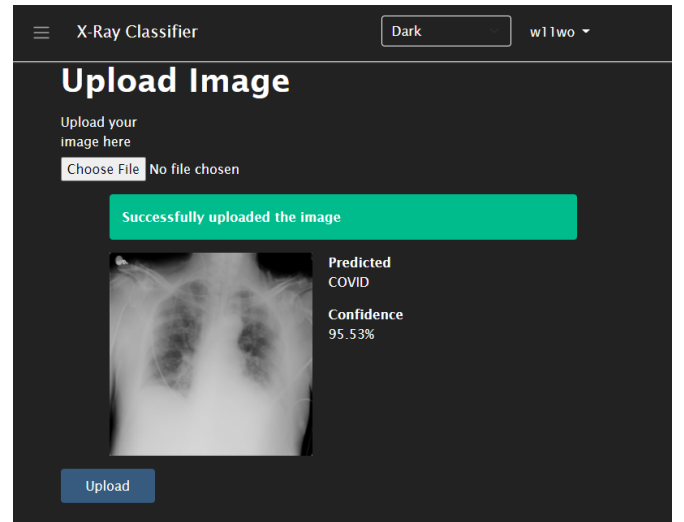 X-Ray Classifier
Dark
w11wo
Upload Image
Upload your
image here
Choose File No file chosen
Successfully uploaded the image
Predicted
COVID
Confidence
95.53%
Upload